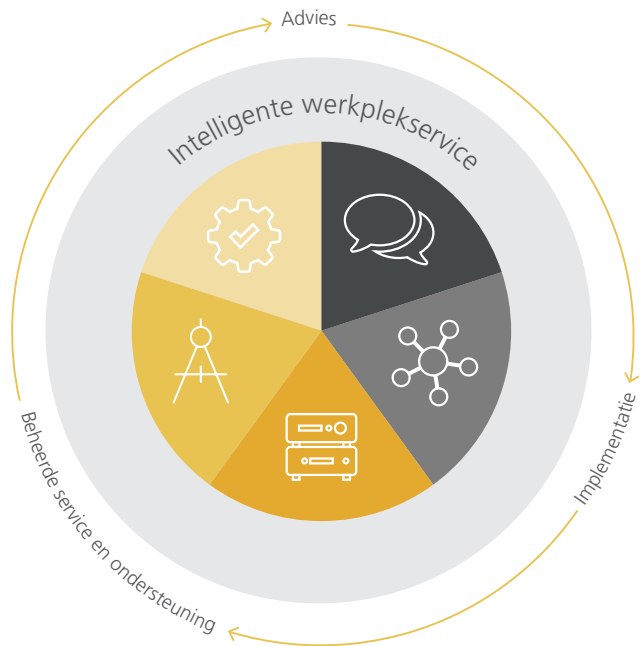 Advies
Intelligente werkplekservice
Implementatie
Beheerde service en ondersteuning